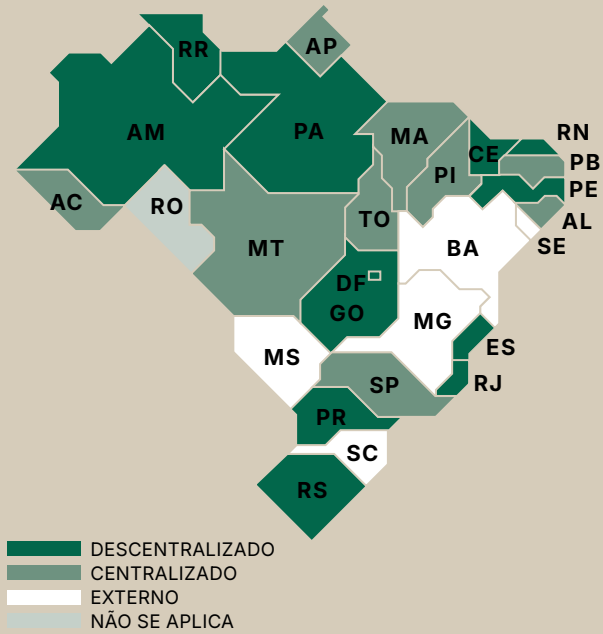 RR
AP
AM
PA
MA
CE
RN
PB
PI
PE
AC
RO
AL
TO
MT
BA
SE
DF
GO
MG
ES
MS
SP
RJ
PR
SC
RS
DESCENTRALIZADO
CENTRALIZADO
EXTERNO
NÃO SE APLICA